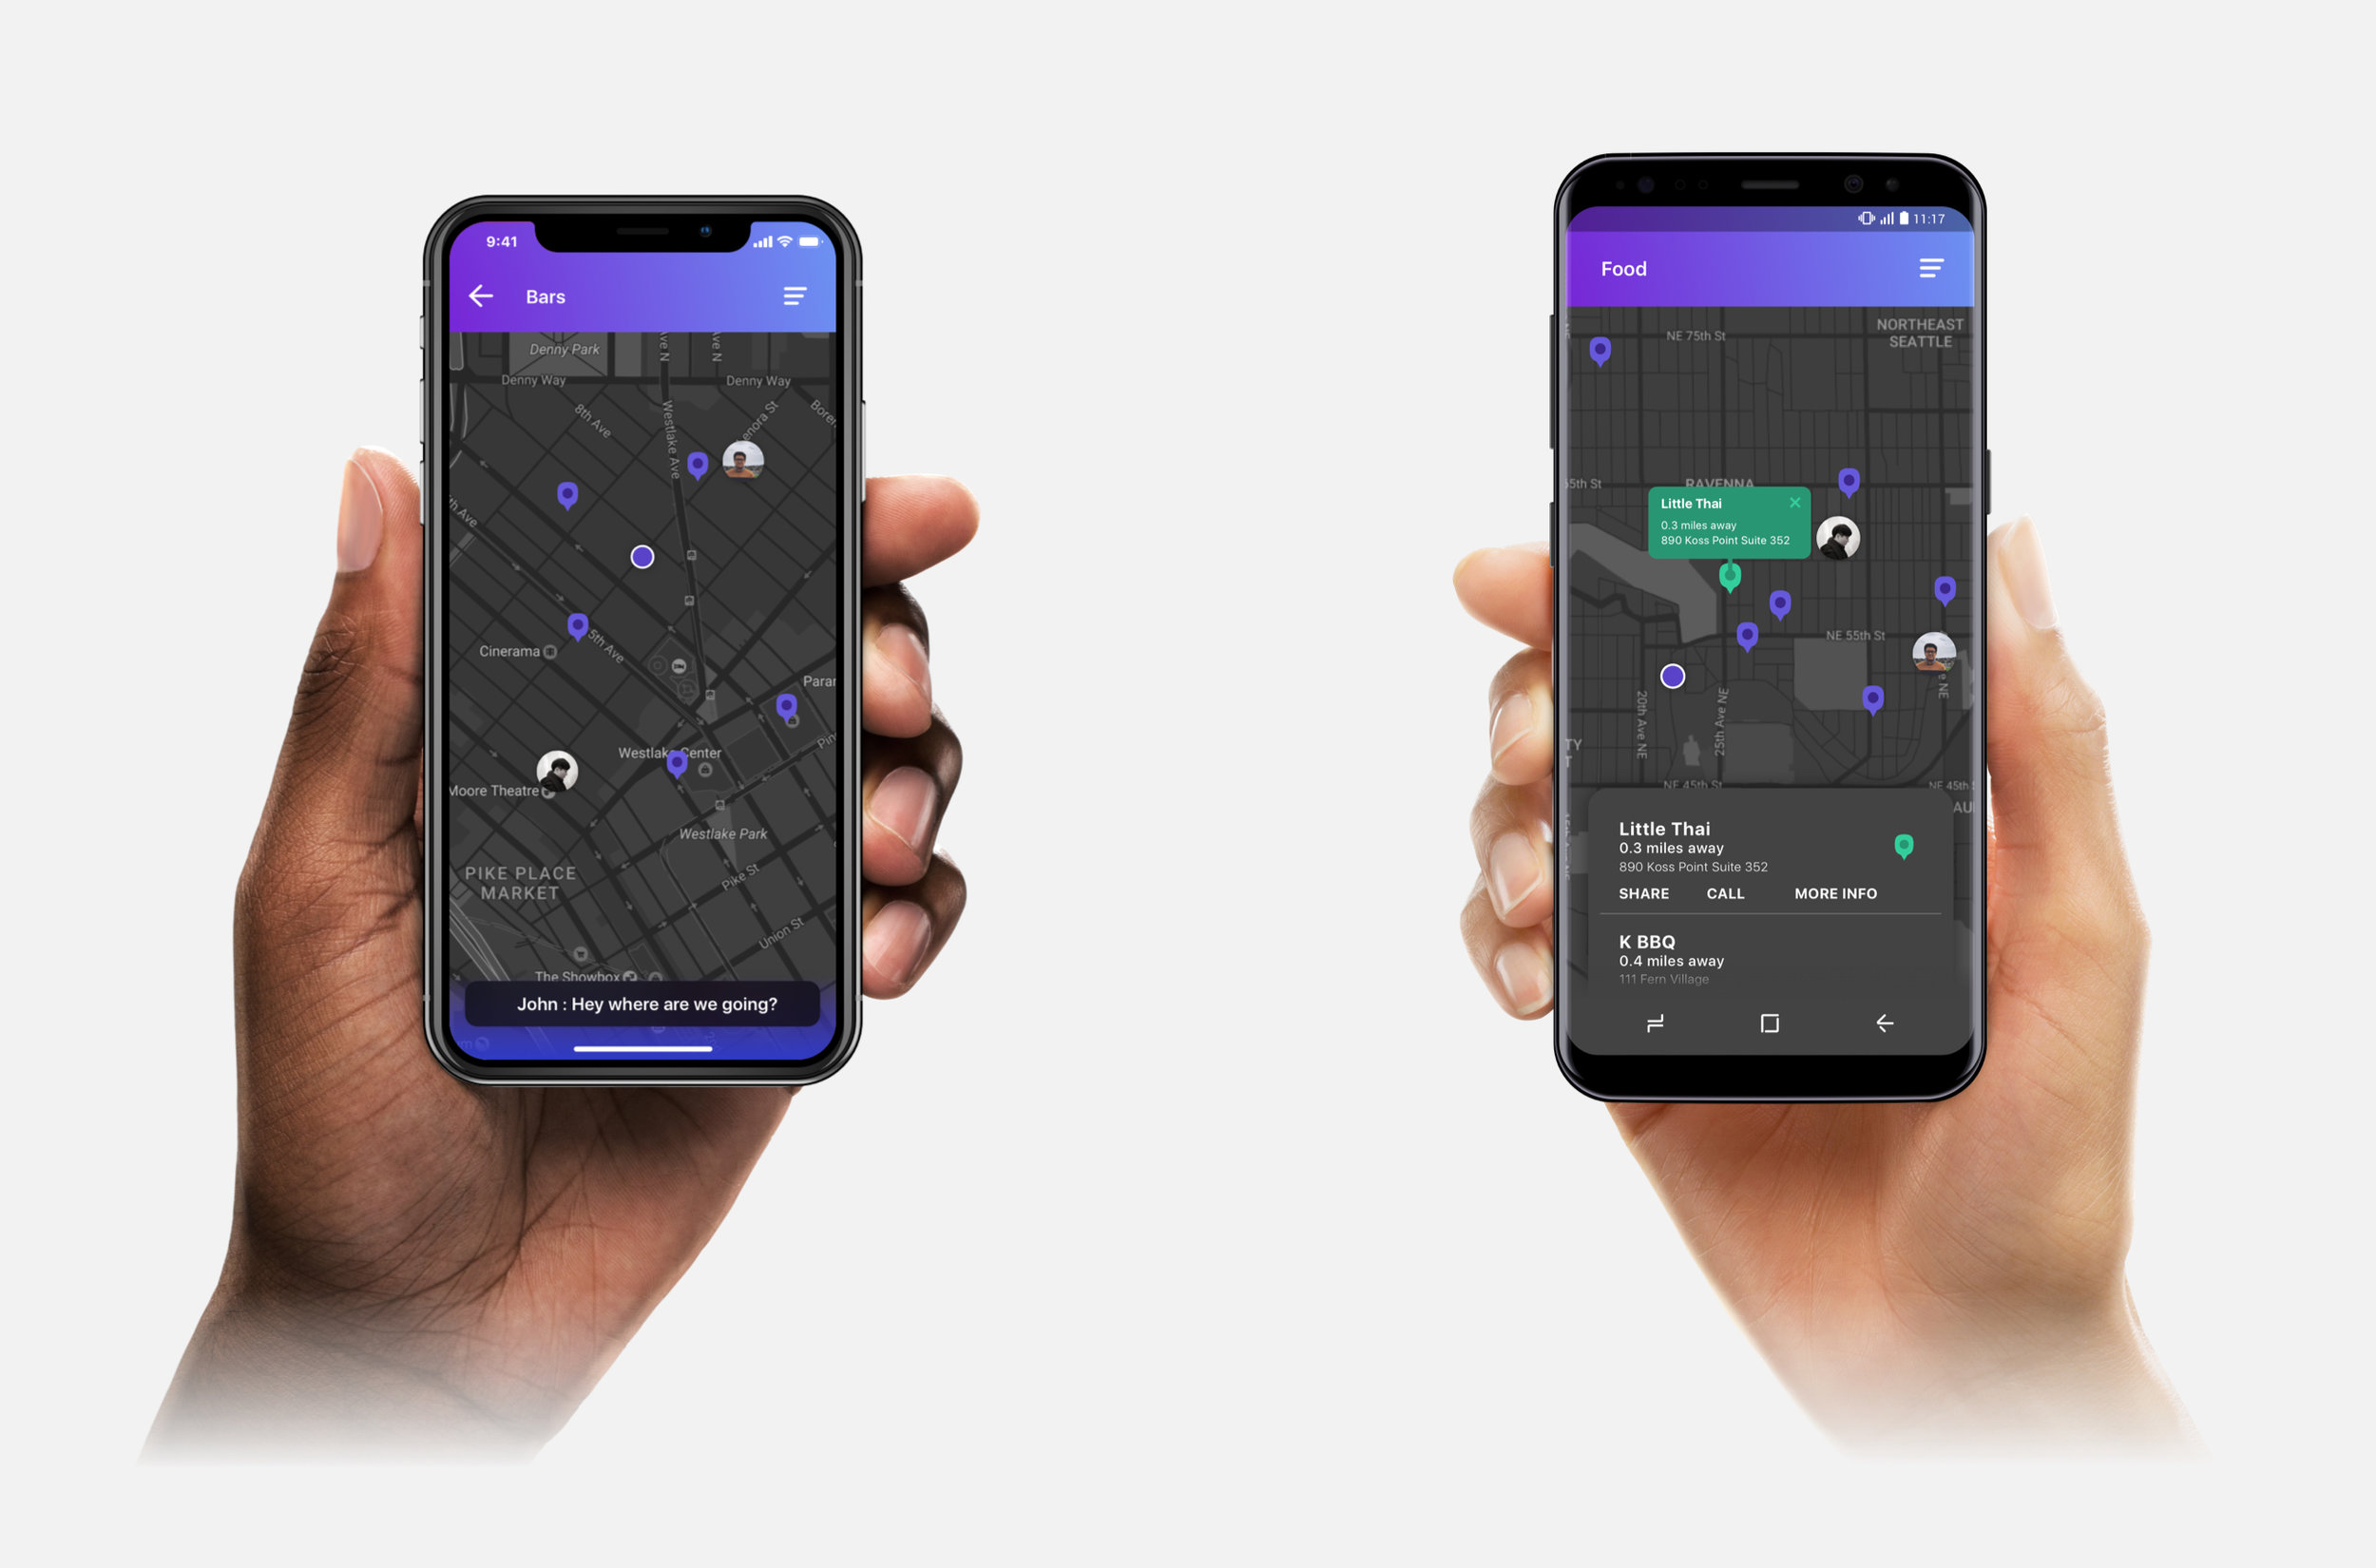 9:41
Bars
Denny Park
Denny Way
Denny Way
8th Ave
Westlake Ave
Ave N
Ave N
5th Ave
Cinerama
Westlake Center
Moore Theatre
Westlake Park
PIKE PLACE
MARKET
Pike St
Union St
The Showbox
John : Hey where are we going?
11:17
Food
NE 75th St
NORTHEAST
SEATTLE
RAVENNA
Little Thai
0.3 miles away
890 Koss Point Suite 352
NE 55th St
20th Ave NE
25th Ave NE
NE 45th St
NE 45th
Little Thai
0.3 miles away
890 Koss Point Suite 352
SHARE CALL MORE INFO
K BBQ
0.4 miles away
111 Fern Village